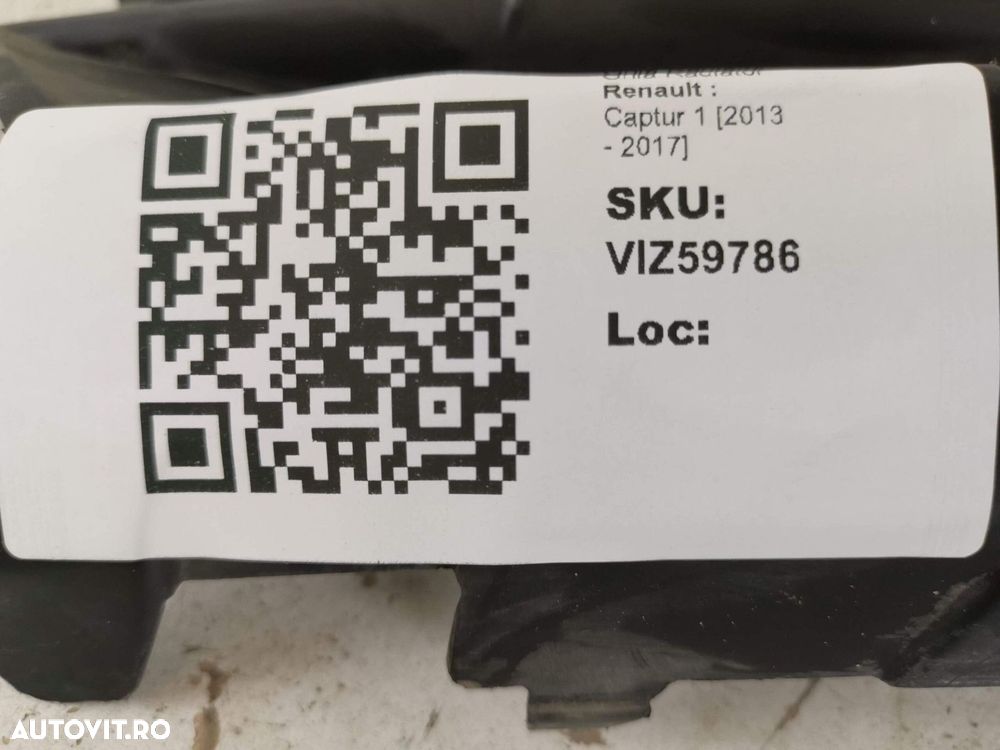 Renault :
Captur 1 [2013
- 2017]
SKU:
VIZ59786
Loc:
AUTOVIT.RO